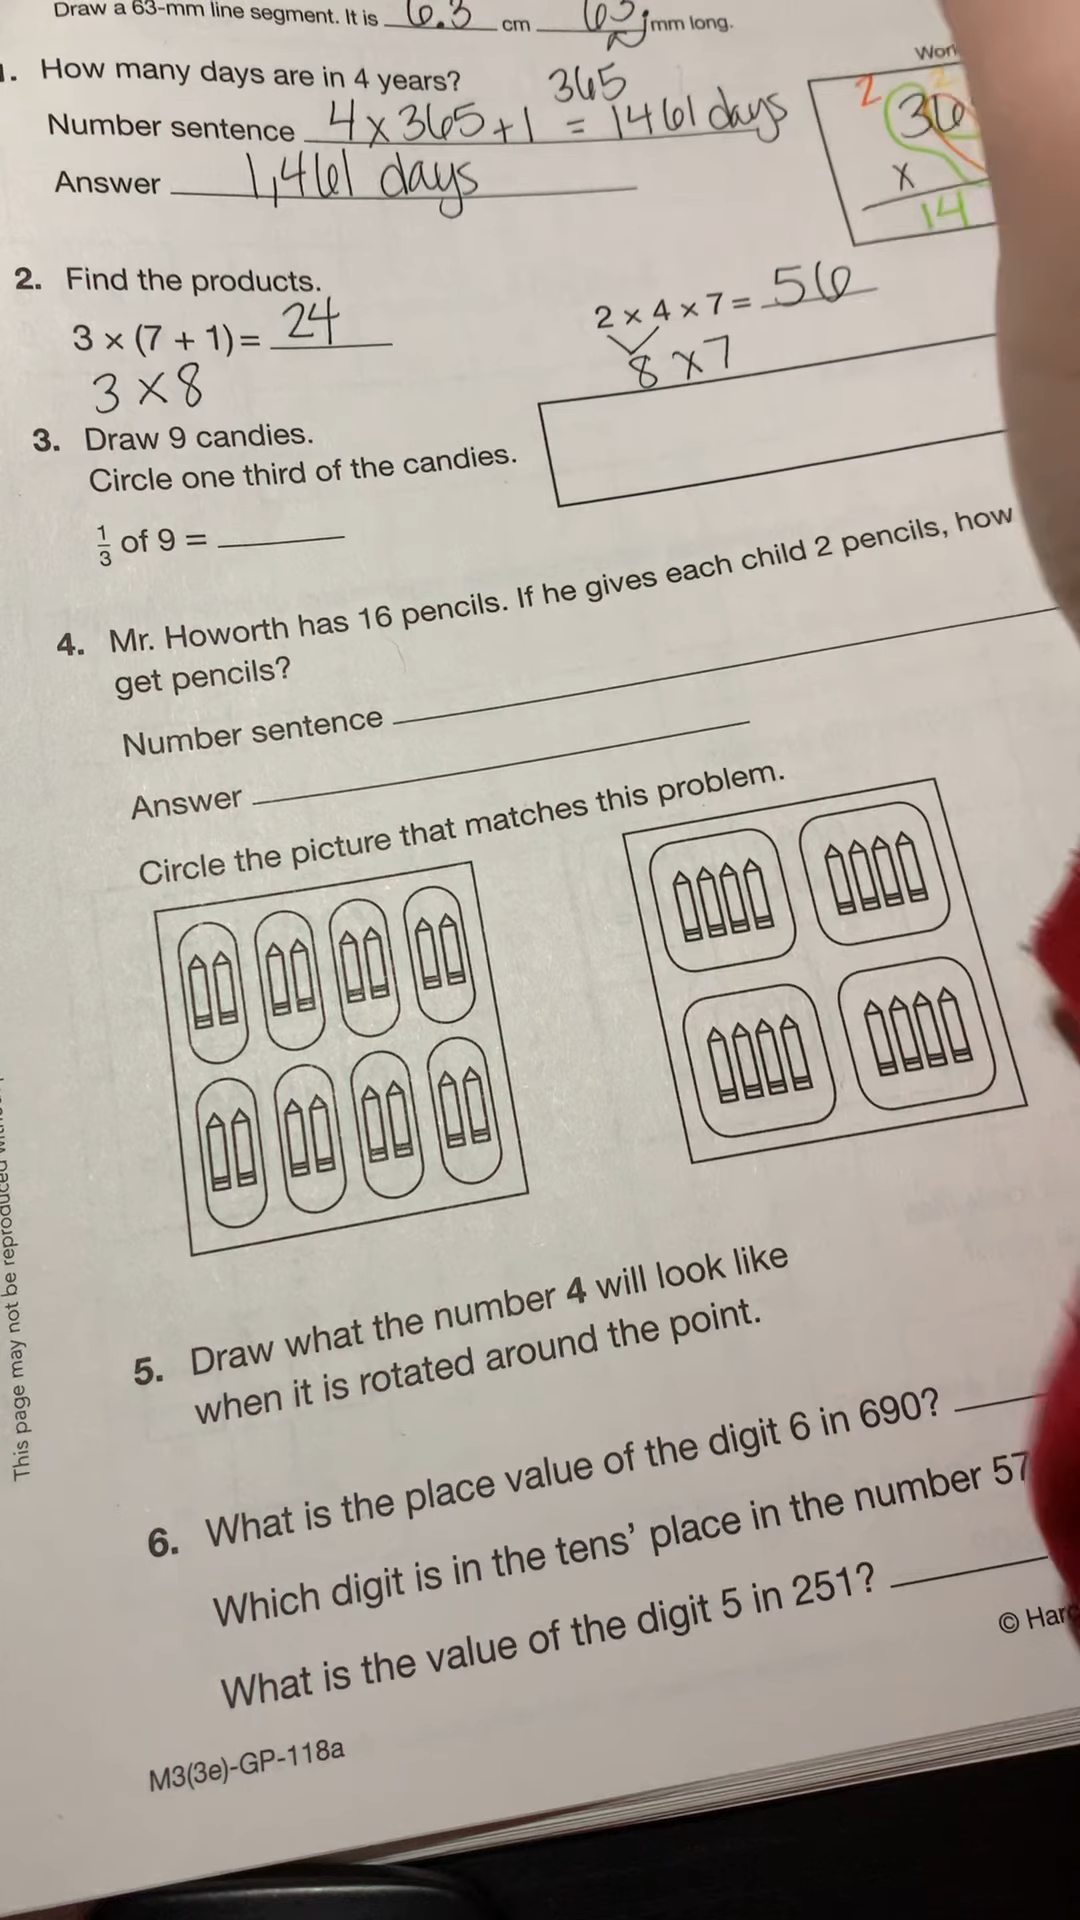 Draw a 63-mm line segment. It is 6.3 cm 63 mm long.
Work
1. How many days are in 4 years?
365
Number sentence 4 x 365 + 1 = 1461 days
Answer 1,461 days
2
36
x
14
2. Find the products.
3 × (7 + 1) = 24
3 x 8
2 × 4 × 7 = 56
8 x 7
3. Draw 9 candies.
Circle one third of the candies.
1/3 of 9 =
4. Mr. Howorth has 16 pencils. If he gives each child 2 pencils, how
get pencils?
Number sentence
Answer
Circle the picture that matches this problem.
5. Draw what the number 4 will look like
when it is rotated around the point.
6. What is the place value of the digit 6 in 690?
Which digit is in the tens’ place in the number 57
What is the value of the digit 5 in 251?
© Harc
M3(3e)-GP-118a
This page may not be reproduced